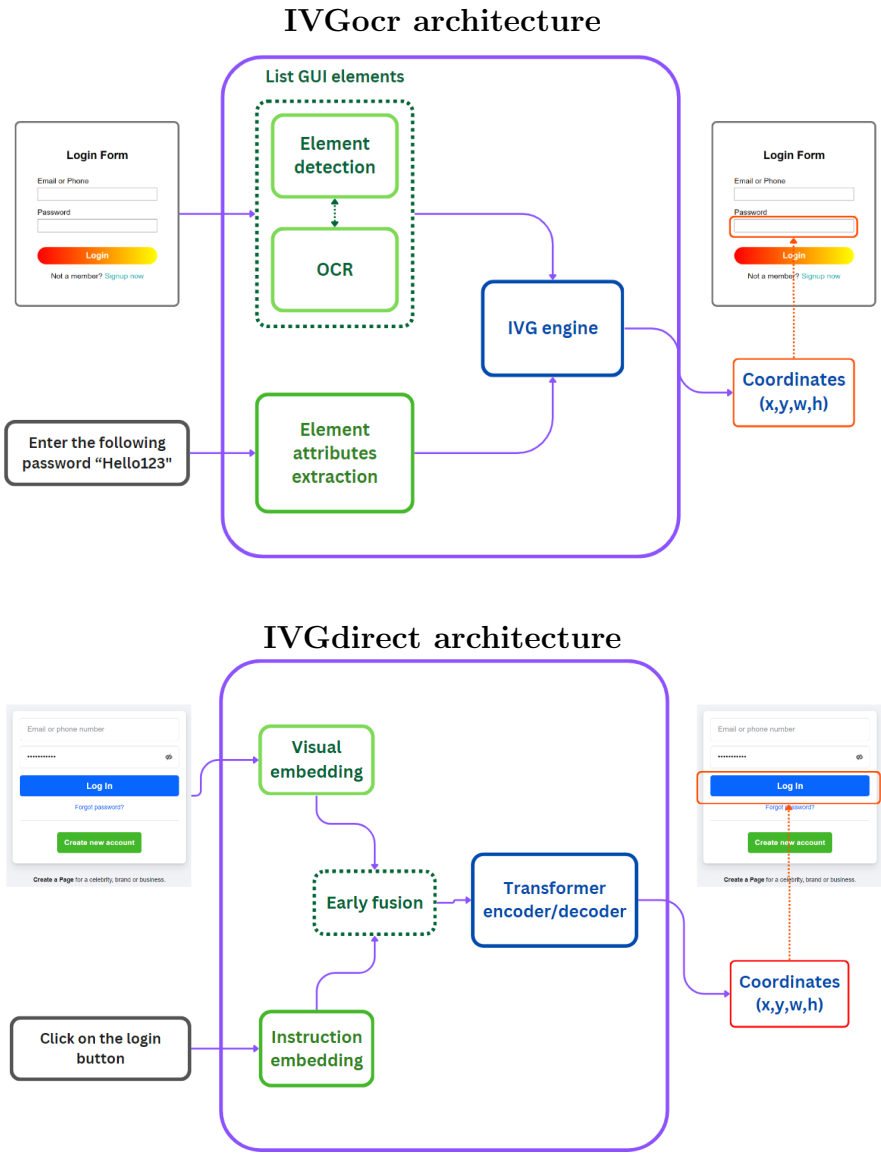 IVGocr architecture
List GUI elements
Login Form
Email or Phone
Password
Login
Not a member? Signup now
Element
detection
OCR
IVG engine
Login Form
Email or Phone
Password
Login
Not a member? Signup now
Coordinates
(x,y,w,h)
Enter the following
password “Hello123"
Element
attributes
extraction
IVGdirect architecture
Email or phone number
Log In
Forgot password?
Create new account
Create a Page for a celebrity, brand or business.
Visual
embedding
Early fusion
Transformer
encoder/decoder
Email or phone number
Log In
Forgot password?
Create new account
Create a Page for a celebrity, brand or business.
Coordinates
(x,y,w,h)
Click on the login
button
Instruction
embedding